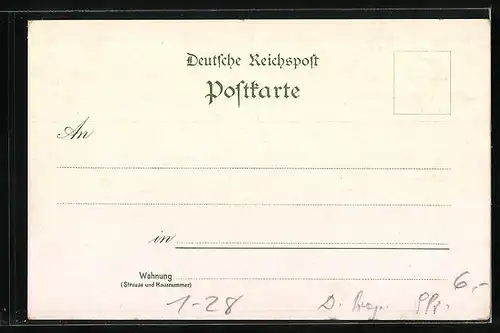 Deutsche Reichspost
Postkarte
An
in
Wohnung
(Strasse und Hausnummer)
1-28 D. 6.-